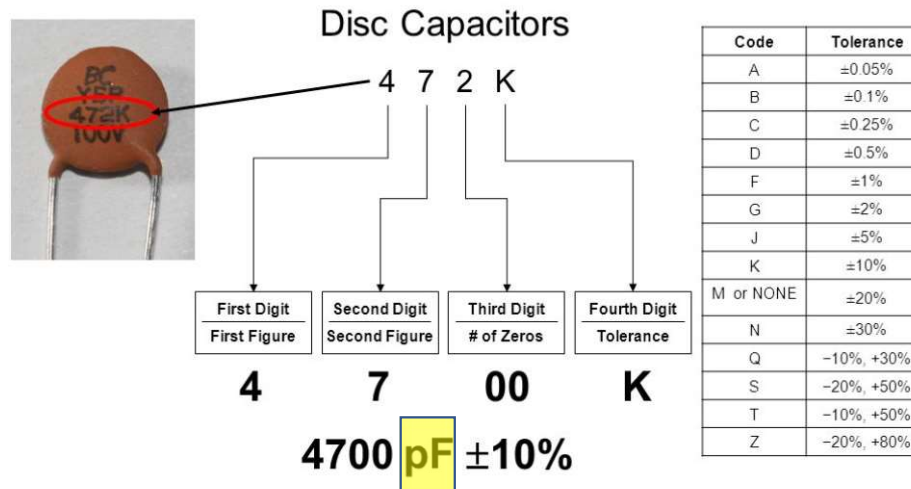 Disc Capacitors
BC
Y5P
472K
100V
4 7 2 K
First Digit
First Figure
Second Digit
Second Figure
Third Digit
# of Zeros
Fourth Digit
Tolerance
4 7 00 K
4700 pF ±10%
Code Tolerance
A ±0.05%
B ±0.1%
C ±0.25%
D ±0.5%
F ±1%
G ±2%
J ±5%
K ±10%
M or NONE ±20%
N ±30%
Q −10%, +30%
S −20%, +50%
T −10%, +50%
Z −20%, +80%